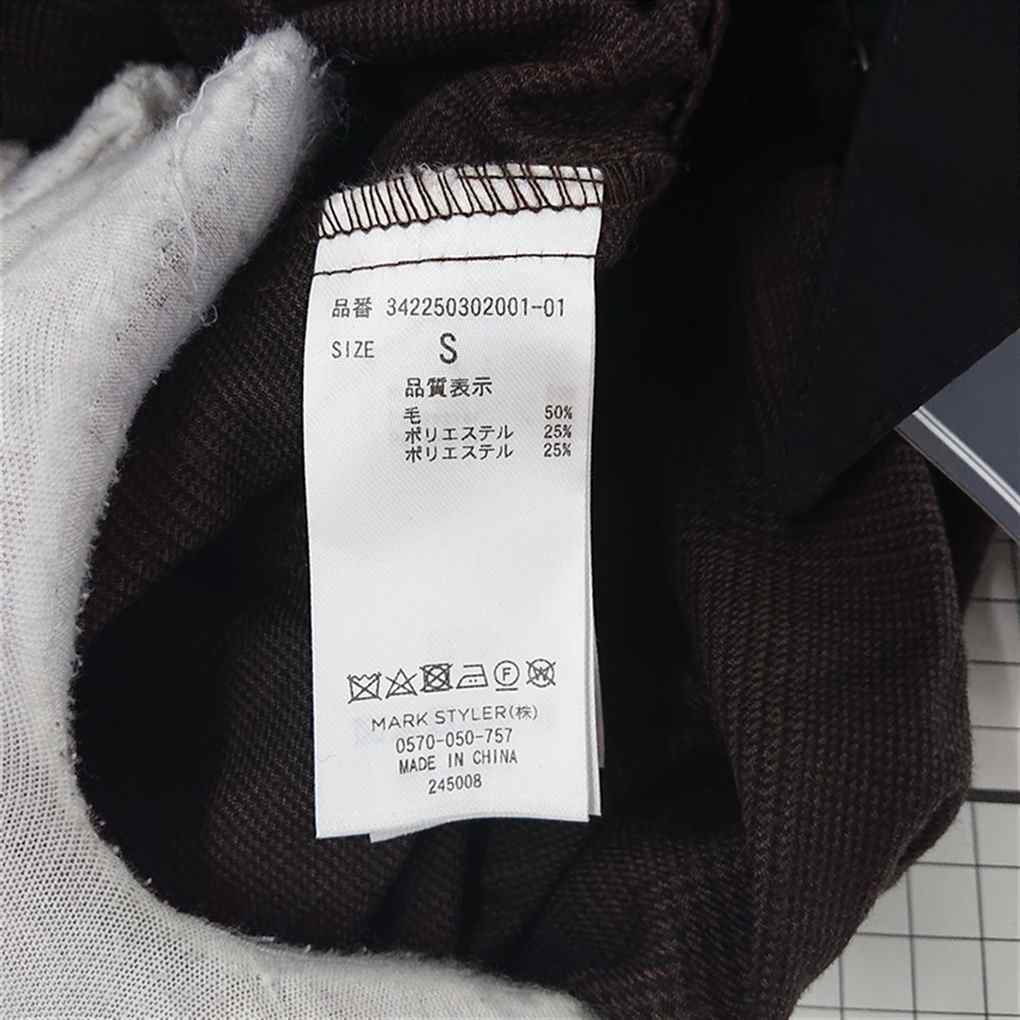 品番 342250302001-01
SIZE S
品質表示
毛 50%
ポリエステル 25%
ポリエステル 25%
F W
MARK STYLER(株)
0570-050-757
MADE IN CHINA
245008